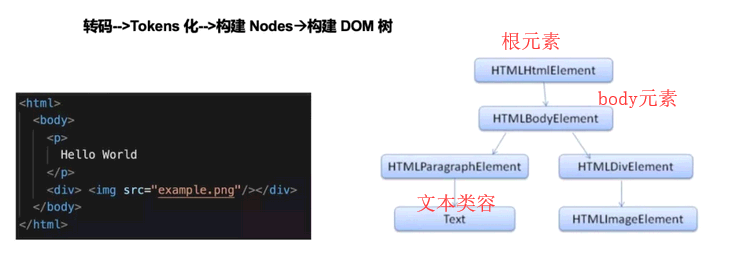 转码-->Tokens 化-->构建 Nodes→构建 DOM 树
<html>
<body>
<p>
Hello World
</p>
<div> <img src="example.png"/></div>
</body>
</html>
根元素
HTMLHtmlElement
body元素
HTMLBodyElement
HTMLParagraphElement
HTMLDivElement
文本类容
Text
HTMLImageElement